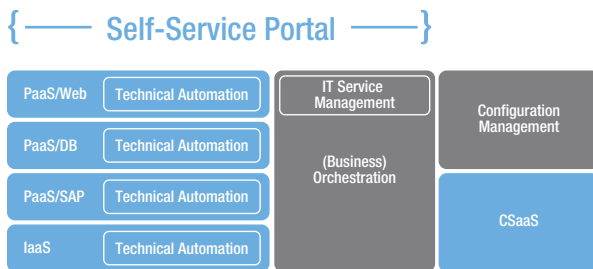 { Self-Service Portal }
PaaS/Web
Technical Automation
PaaS/DB
Technical Automation
PaaS/SAP
Technical Automation
IaaS
Technical Automation
IT Service
Management
(Business)
Orchestration
Configuration
Management
CSaaS